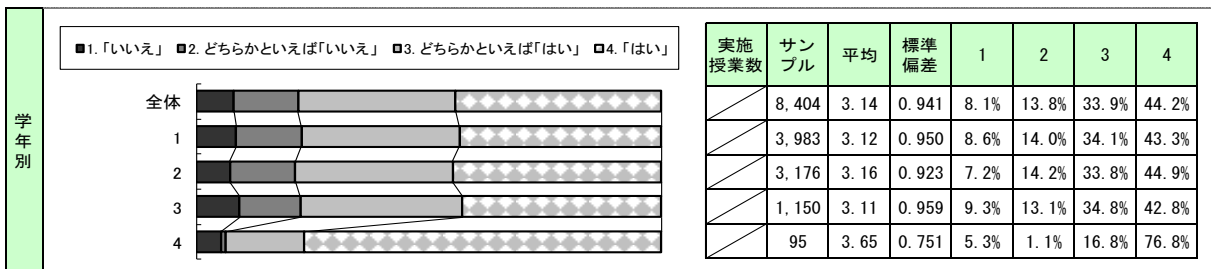 学年別
■1.「いいえ」 ■2.どちらかといえば「いいえ」 □3.どちらかといえば「はい」 □4.「はい」
全体
1
2
3
4
実施授業数 サンプル 平均 標準偏差 1 2 3 4
8,404 3.14 0.941 8.1% 13.8% 33.9% 44.2%
3,983 3.12 0.950 8.6% 14.0% 34.1% 43.3%
3,176 3.16 0.923 7.2% 14.2% 33.8% 44.9%
1,150 3.11 0.959 9.3% 13.1% 34.8% 42.8%
95 3.65 0.751 5.3% 1.1% 16.8% 76.8%